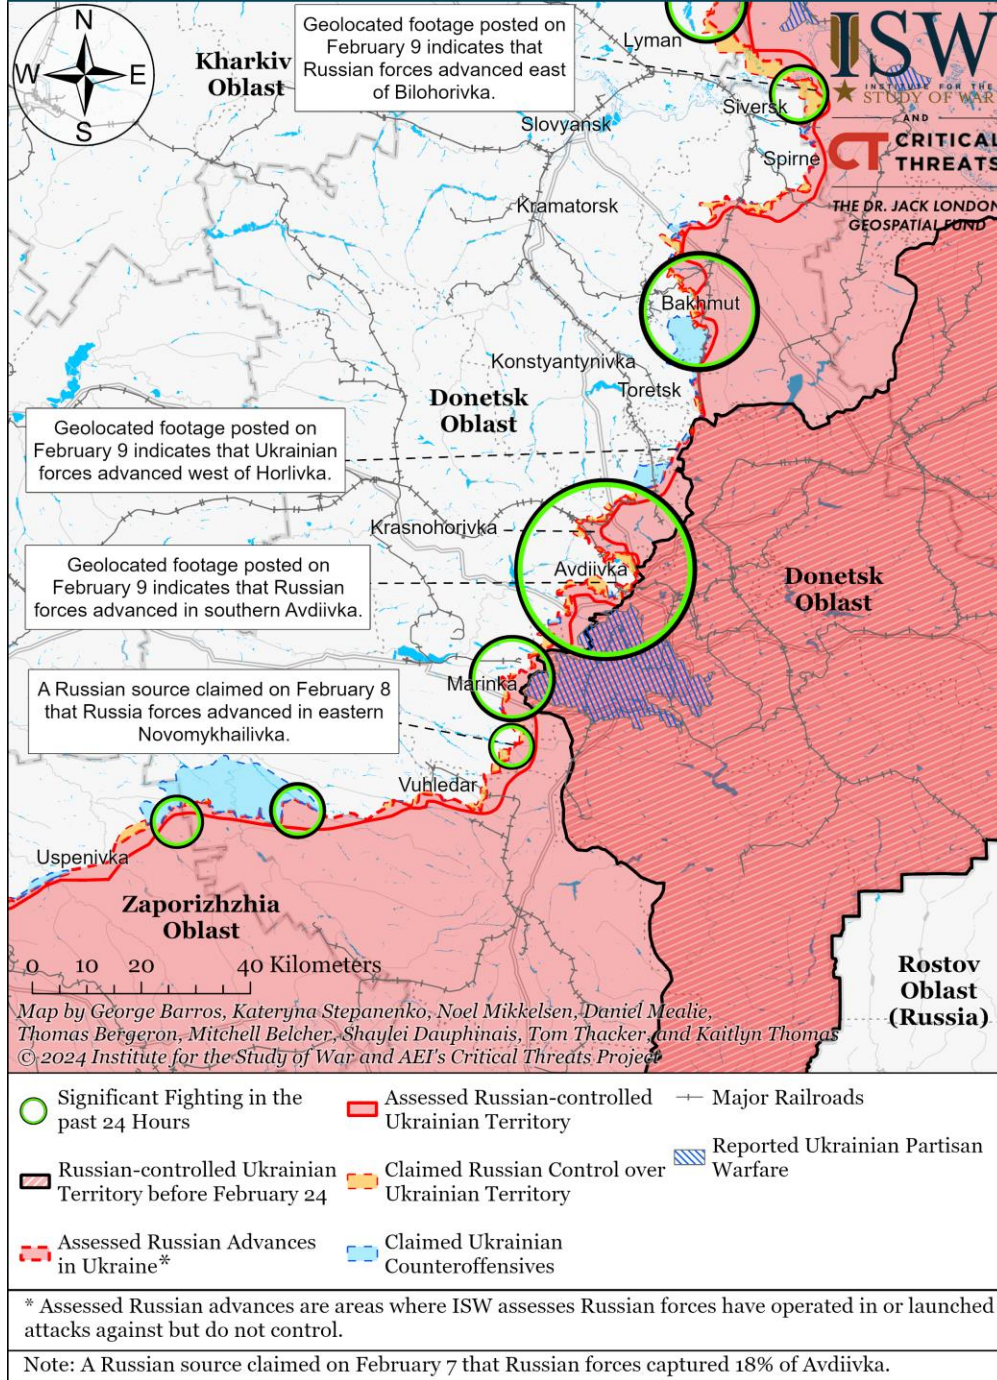 N
W
E
S
Kharkiv
Oblast
Geolocated footage posted on
February 9 indicates that
Russian forces advanced east
of Bilohorivka.
Lyman
ISW
INSTITUTE FOR THE
STUDY OF WAR
AND
CT
CRITICAL
THREATS
THE DR. JACK LONDON
GEOSPATIAL FUND
Siversk
Slovyansk
Spirne
Kramatorsk
Bakhmut
Konstyantynivka
Toretsk
Donetsk
Oblast
Geolocated footage posted on
February 9 indicates that Ukrainian
forces advanced west of Horlivka.
Krasnohorivka
Geolocated footage posted on
February 9 indicates that Russian
forces advanced in southern Avdiivka.
Avdiivka
Donetsk
Oblast
A Russian source claimed on February 8
that Russia forces advanced in eastern
Novomykhailivka.
Marinka
Vuhledar
Uspenivka
Zaporizhzhia
Oblast
Rostov
Oblast
(Russia)
0 10 20 40 Kilometers
Map by George Barros, Kateryna Stepanenko, Noel Mikkelsen, Daniel Mealie,
Thomas Bergeron, Mitchell Belcher, Shaylei Dauphinais, Tom Thacker, and Kaitlyn Thomas
© 2024 Institute for the Study of War and AEI's Critical Threats Project
Significant Fighting in the
past 24 Hours
Russian-controlled Ukrainian
Territory before February 24
Assessed Russian Advances
in Ukraine*
Assessed Russian-controlled
Ukrainian Territory
Claimed Russian Control over
Ukrainian Territory
Claimed Ukrainian
Counteroffensives
Major Railroads
Reported Ukrainian Partisan
Warfare
* Assessed Russian advances are areas where ISW assesses Russian forces have operated in or launched
attacks against but do not control.
Note: A Russian source claimed on February 7 that Russian forces captured 18% of Avdiivka.